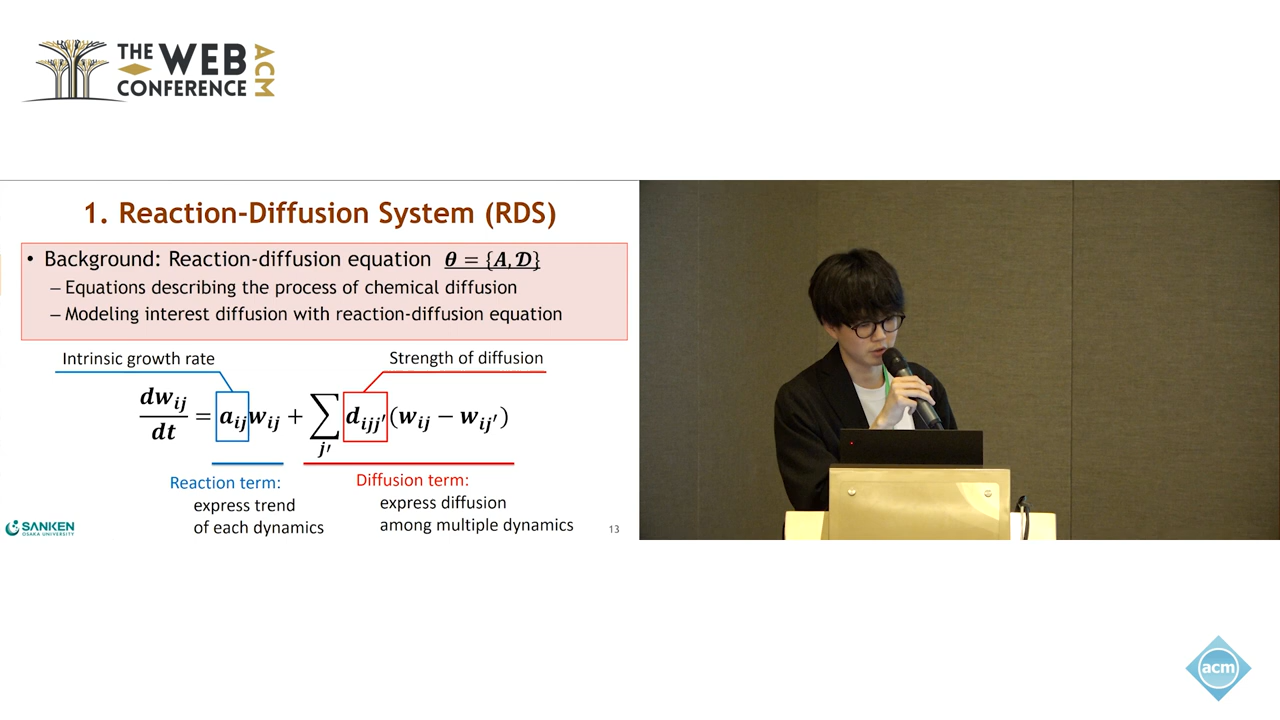 THE WEB
CONFERENCE
ACM
1. Reaction-Diffusion System (RDS)
• Background: Reaction-diffusion equation θ = {A, 𝓓}
– Equations describing the process of chemical diffusion
– Modeling interest diffusion with reaction-diffusion equation
Intrinsic growth rate
Strength of diffusion
dw_ij/dt = a_ij w_ij + ∑_j′ d_ijj′ (w_ij − w_ij′)
Reaction term:
express trend
of each dynamics
Diffusion term:
express diffusion
among multiple dynamics
SANKEN
OSAKA UNIVERSITY
13
acm